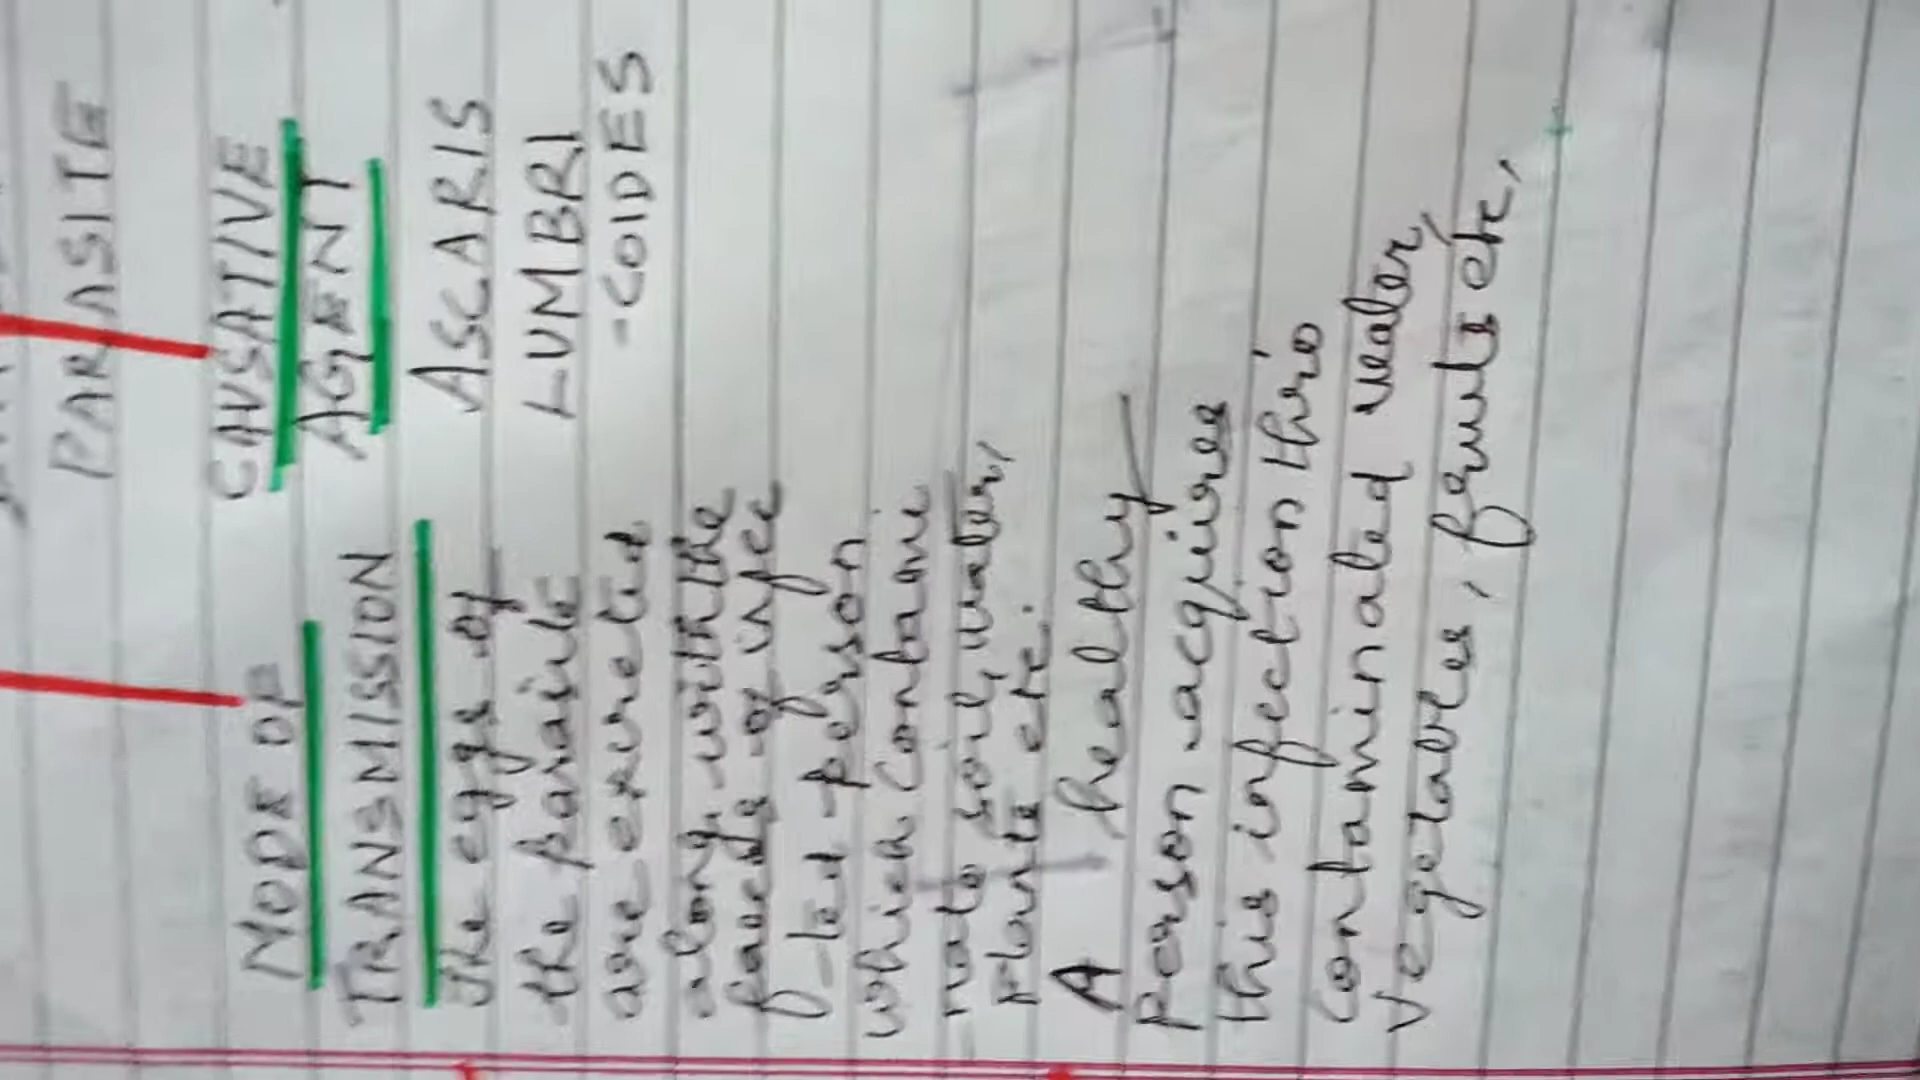 PARASITE
MODE OF
TRANSMISSION
The eggs of
the parasite
are excreted
along with the
faeces of infec
-ted person
which contami
nate soil, water,
plants etc.
A healthy
person acquires
this infection thro
contaminated water,
vegetables, fruits etc,
CAUSATIVE
AGENT
ASCARIS
LUMBRI
-COIDES